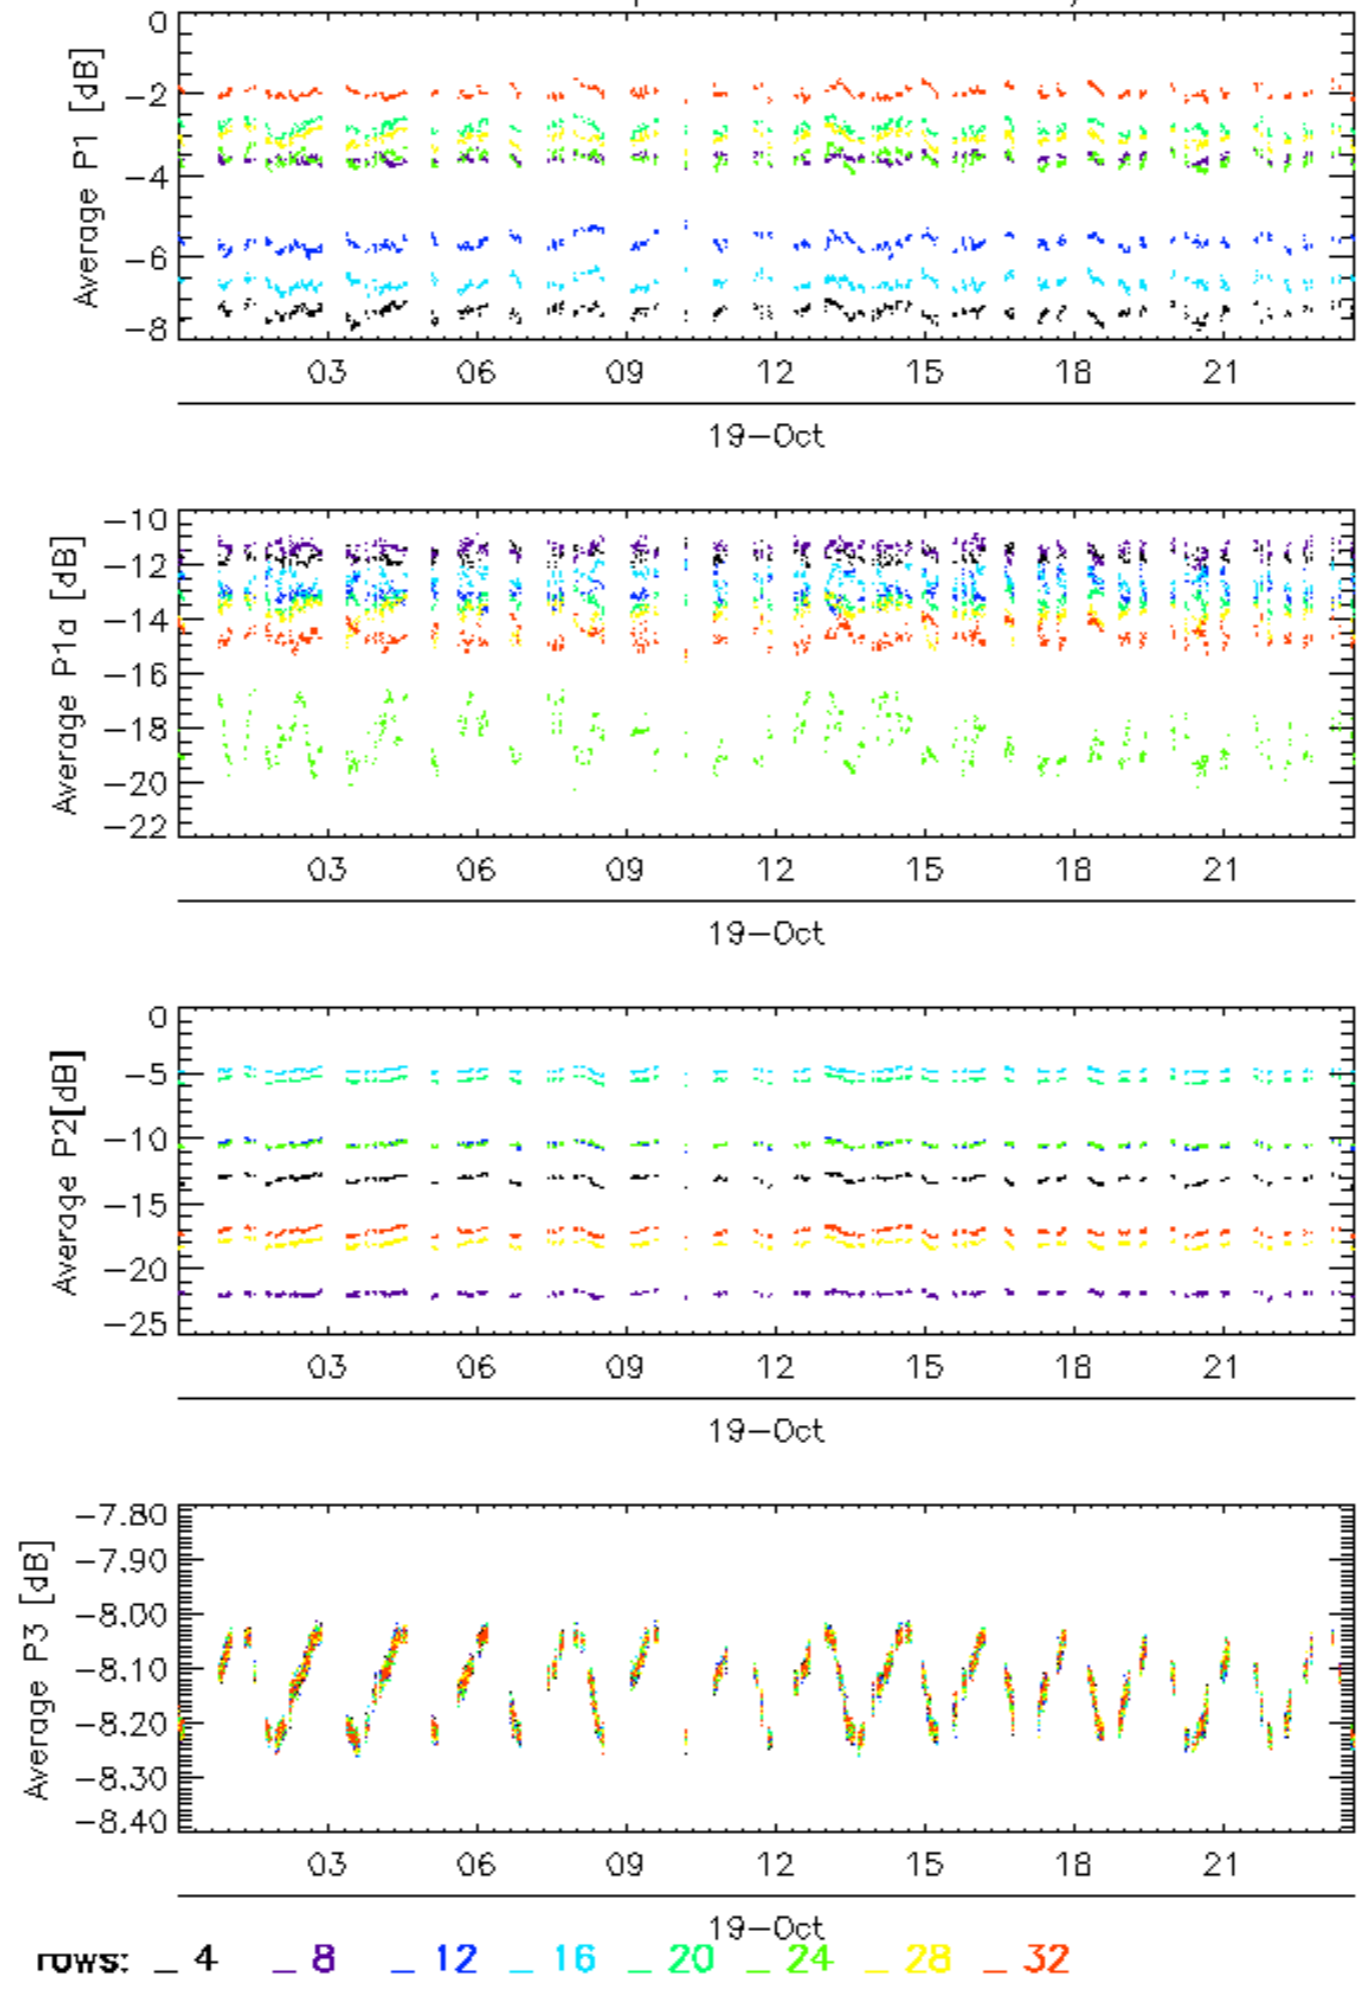 Average P1 [dB]
0
−2
−4
−6
−8
03 06 09 12 15 18 21
19−Oct
Average P1a [dB]
−10
−12
−14
−16
−18
−20
−22
03 06 09 12 15 18 21
19−Oct
Average P2[dB]
0
−5
−10
−15
−20
−25
03 06 09 12 15 18 21
19−Oct
Average P3 [dB]
−7.80
−7.90
−8.00
−8.10
−8.20
−8.30
−8.40
03 06 09 12 15 18 21
19−Oct
rows: _ 4 _ 8 _ 12 _ 16 _ 20 _ 24 _ 28 _ 32